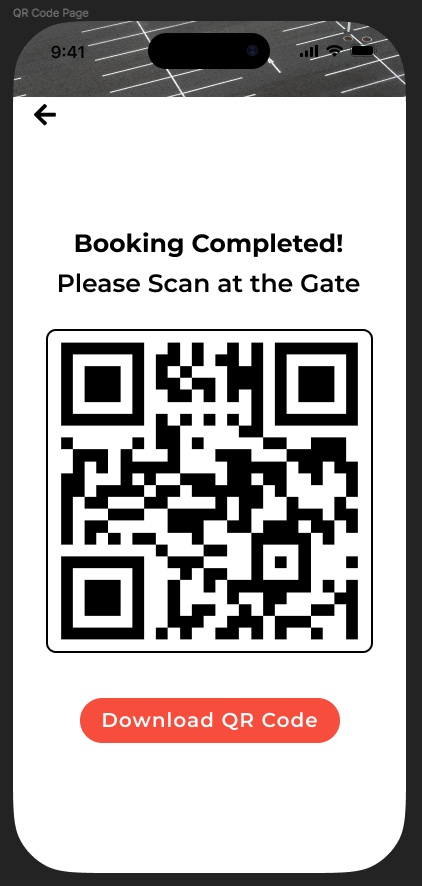 QR Code Page
9:41
Booking Completed!
Please Scan at the Gate
Download QR Code